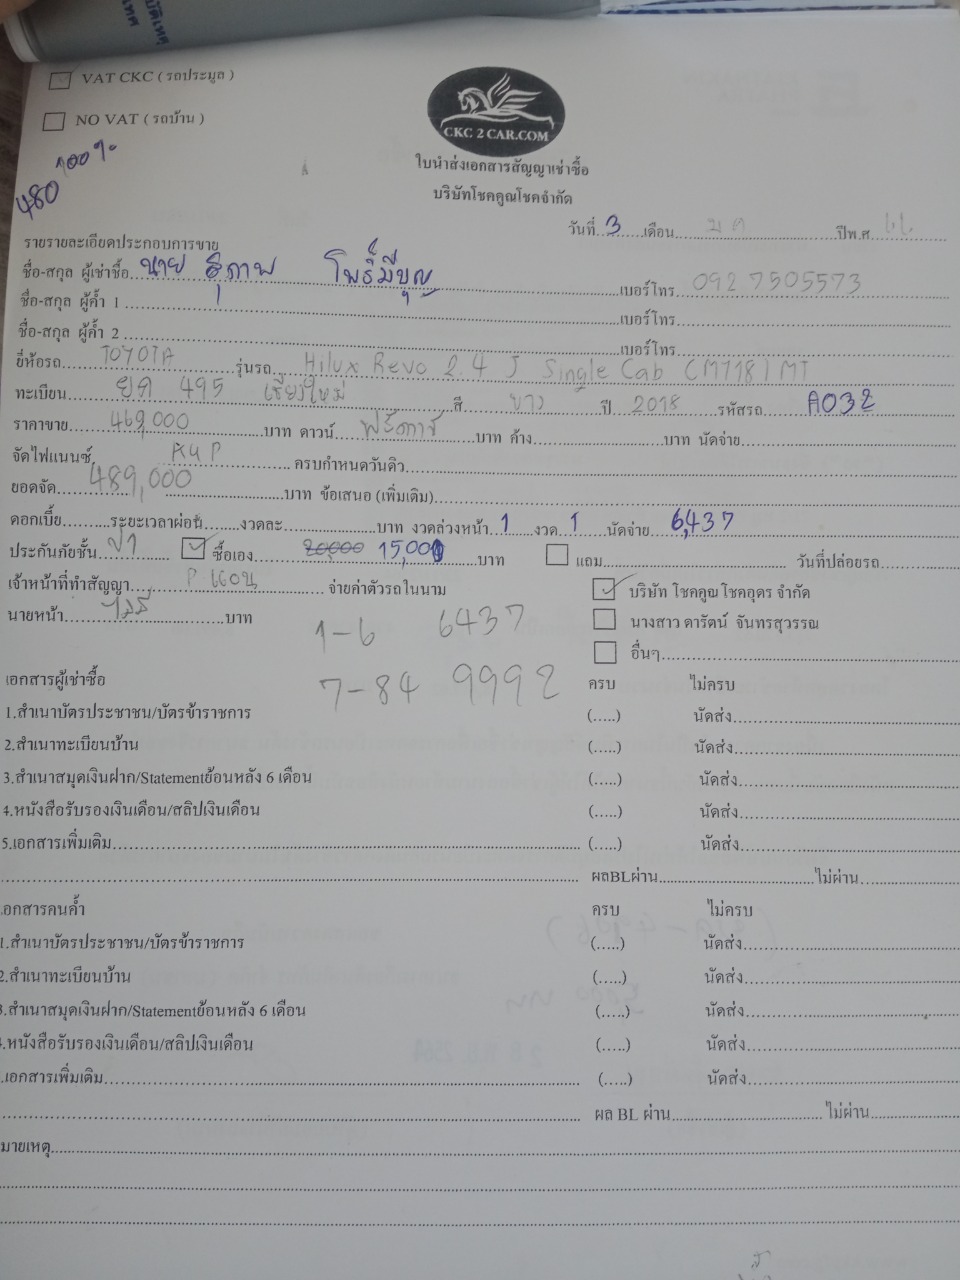 บัติเหตุ
เทศ
VAT CKC ( รถประมูล )
NO VAT ( รถบ้าน )
CKC 2 CAR.COM
480 100%
ใบนำส่งเอกสารสัญญาเช่าซื้อ
บริษัทโชคคูณโชคจำกัด
วันที่..3....เดือน....มค....ปีพ.ศ..66..
รายรายละเอียดประกอบการขาย
ชื่อ-สกุล ผู้เช่าซื้อ..นาย สุภาพ โพธิ์มีบุญ....เบอร์โทร..092 7505573
ชื่อ-สกุล ผู้ค้ำ 1....เบอร์โทร....
ชื่อ-สกุล ผู้ค้ำ 2....เบอร์โทร....
ยี่ห้อรถ....TOYOTA....รุ่นรถ....Hilux Revo 2.4 J Single Cab (MT18) MT
ทะเบียน....ยด 495 เชียงใหม่....สี....ขาว....ปี..2018....รหัสรถ....A032
ราคาขาย....469,000....บาท ดาวน์..ฟรีดาวน์..บาท ค้าง....บาท นัดจ่าย....
จัดไฟแนนซ์....ครบกำหนดวันดิว....
ยอดจัด....489,000....บาท ข้อเสนอ (เพิ่มเติม)....
ดอกเบี้ย....ระยะเวลาผ่อน....งวดละ....บาท งวดล่วงหน้า..1..งวด..1..นัดจ่าย..6,437
ประกันภัยชั้น..ป1.... ซื้อเอง....20,000 15,000....บาท แถม....วันที่ปล่อยรถ....
เจ้าหน้าที่ทำสัญญา........จ่ายค่าตัวรถในนาม บริษัท โชคคูณ โชคอุดร จำกัด
นายหน้า....ไม่มี....บาท นางสาว ดารัตน์ จันทรสุวรรณ
1-6 6437
อื่นๆ....
7-84 9992
เอกสารผู้เช่าซื้อ ครบ ไม่ครบ
1.สำเนาบัตรประชาชน/บัตรข้าราชการ (.....) นัดส่ง....
2.สำเนาทะเบียนบ้าน (.....) นัดส่ง....
3.สำเนาสมุดเงินฝาก/Statementย้อนหลัง 6 เดือน (.....) นัดส่ง....
4.หนังสือรับรองเงินเดือน/สลิปเงินเดือน (.....) นัดส่ง....
5.เอกสารเพิ่มเติม.... (.....) นัดส่ง....
....ผลBLผ่าน....ไม่ผ่าน....
เอกสารคนค้ำ ครบ ไม่ครบ
1.สำเนาบัตรประชาชน/บัตรข้าราชการ (.....) นัดส่ง....
2.สำเนาทะเบียนบ้าน (.....) นัดส่ง....
3.สำเนาสมุดเงินฝาก/Statementย้อนหลัง 6 เดือน (.....) นัดส่ง....
.หนังสือรับรองเงินเดือน/สลิปเงินเดือน (.....) นัดส่ง....
.เอกสารเพิ่มเติม.... (.....) นัดส่ง....
....ผล BL ผ่าน....ไม่ผ่าน....
มายเหตุ....